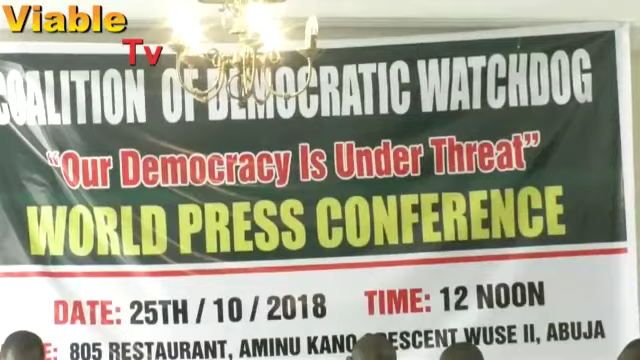 Viable
Tv
COALITION OF DEMOCRATIC WATCHDOG
"Our Democracy Is Under Threat"
WORLD PRESS CONFERENCE
DATE: 25TH / 10 / 2018 TIME: 12 NOON
805 RESTAURANT, AMINU KANO CRESCENT WUSE II, ABUJA